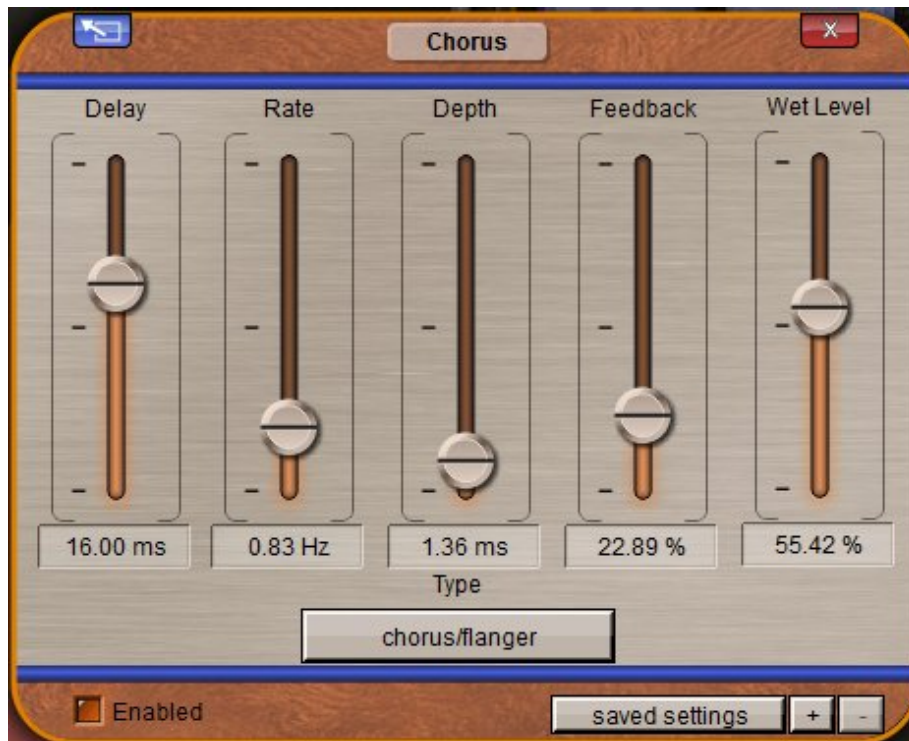 Chorus
X
Delay Rate Depth Feedback Wet Level
16.00 ms 0.83 Hz 1.36 ms 22.89 % 55.42 %
Type
chorus/flanger
Enabled saved settings + -